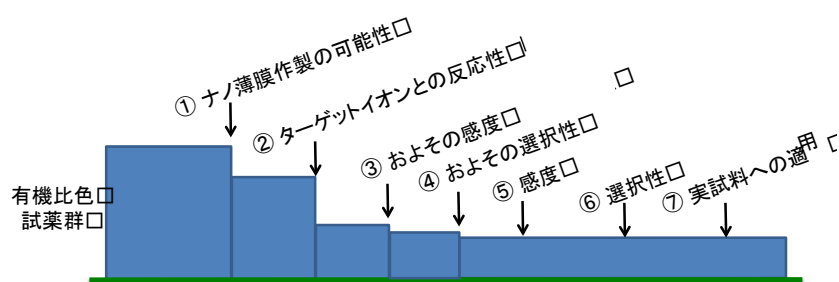 ① ナノ薄膜作製の可能性□
② ターゲットイオンとの反応性□
□
③ およその感度□
④ およその選択性□
⑤ 感度□
⑥ 選択性□
⑦ 実試料への適用□
有機比色□
試薬群□